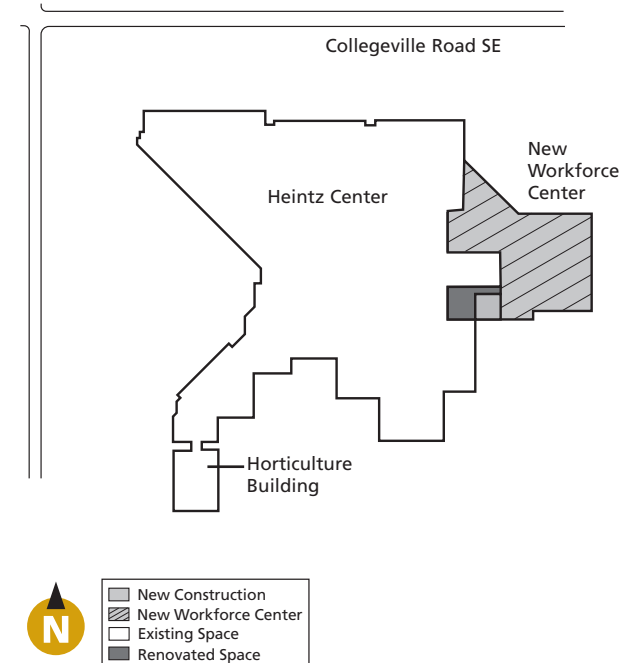 Collegeville Road SE
New
Workforce
Center
Heintz Center
Horticulture
Building
N
New Construction
New Workforce Center
Existing Space
Renovated Space